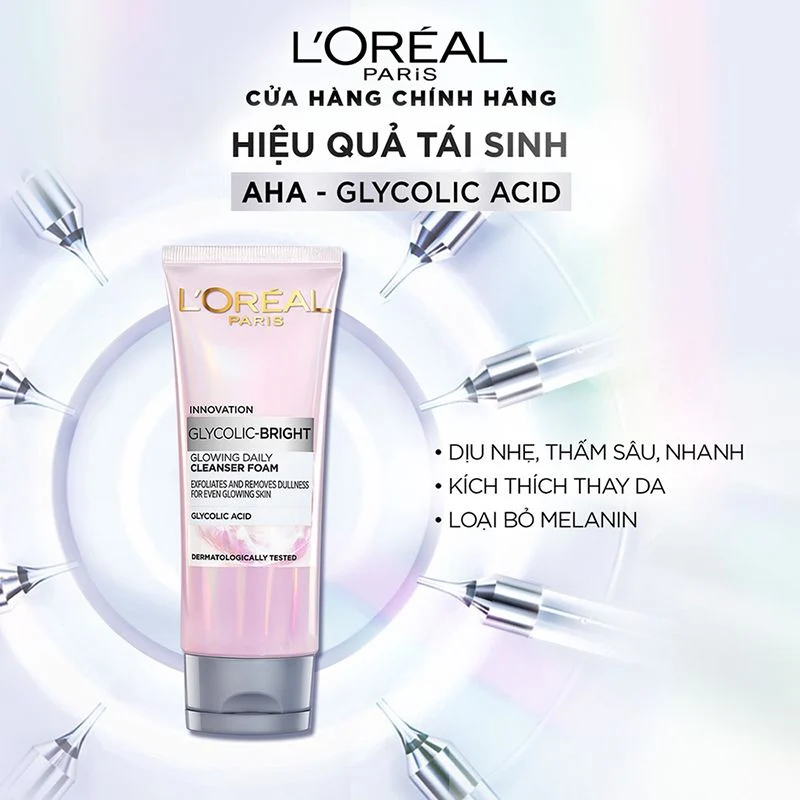 L'ORÉAL
PARIS
CỬA HÀNG CHÍNH HÃNG
HIỆU QUẢ TÁI SINH
AHA - GLYCOLIC ACID
L'ORÉAL
PARIS
INNOVATION
GLYCOLIC-BRIGHT
GLOWING DAILY
CLEANSER FOAM
EXFOLIATES AND REMOVES DULLNESS
FOR EVEN GLOWING SKIN
GLYCOLIC ACID
DERMATOLOGICALLY TESTED
• DỊU NHẸ, THẤM SÂU, NHANH
• KÍCH THÍCH THAY DA
• LOẠI BỎ MELANIN